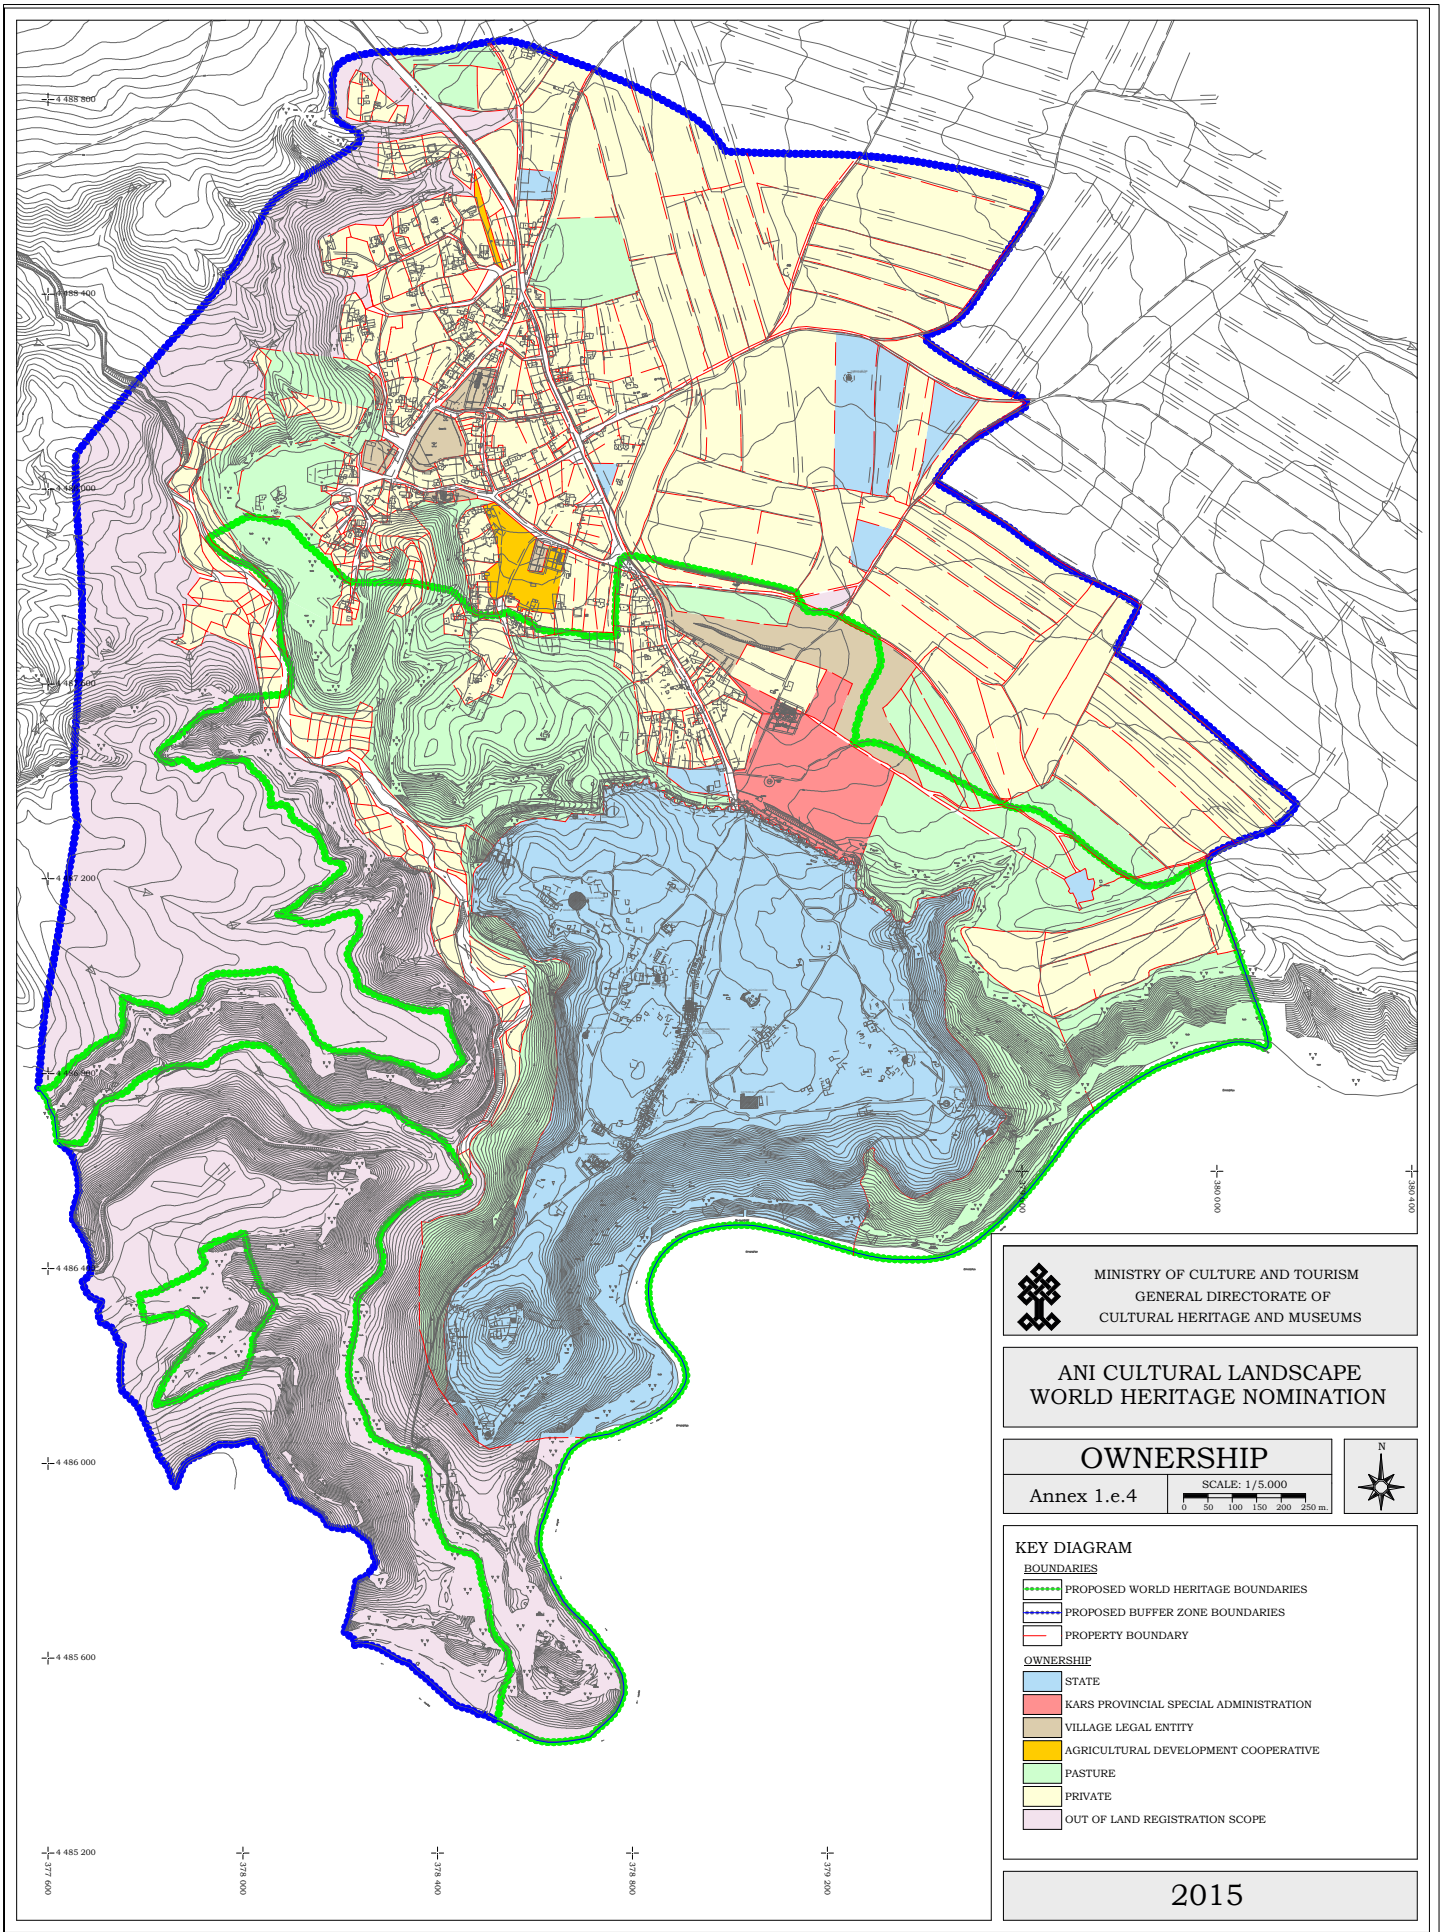 4 488 800
4 488 400
4 486 000
4 485 600
4 485 200
377 600
378 000
378 400
378 800
379 200
380 000
380 400
MINISTRY OF CULTURE AND TOURISM
GENERAL DIRECTORATE OF
CULTURAL HERITAGE AND MUSEUMS
ANI CULTURAL LANDSCAPE
WORLD HERITAGE NOMINATION
OWNERSHIP
Annex 1.e.4
SCALE: 1/5.000
0 50 100 150 200 250 m.
N
KEY DIAGRAM
BOUNDARIES
PROPOSED WORLD HERITAGE BOUNDARIES
PROPOSED BUFFER ZONE BOUNDARIES
PROPERTY BOUNDARY
OWNERSHIP
STATE
KARS PROVINCIAL SPECIAL ADMINISTRATION
VILLAGE LEGAL ENTITY
AGRICULTURAL DEVELOPMENT COOPERATIVE
PASTURE
PRIVATE
OUT OF LAND REGISTRATION SCOPE
2015